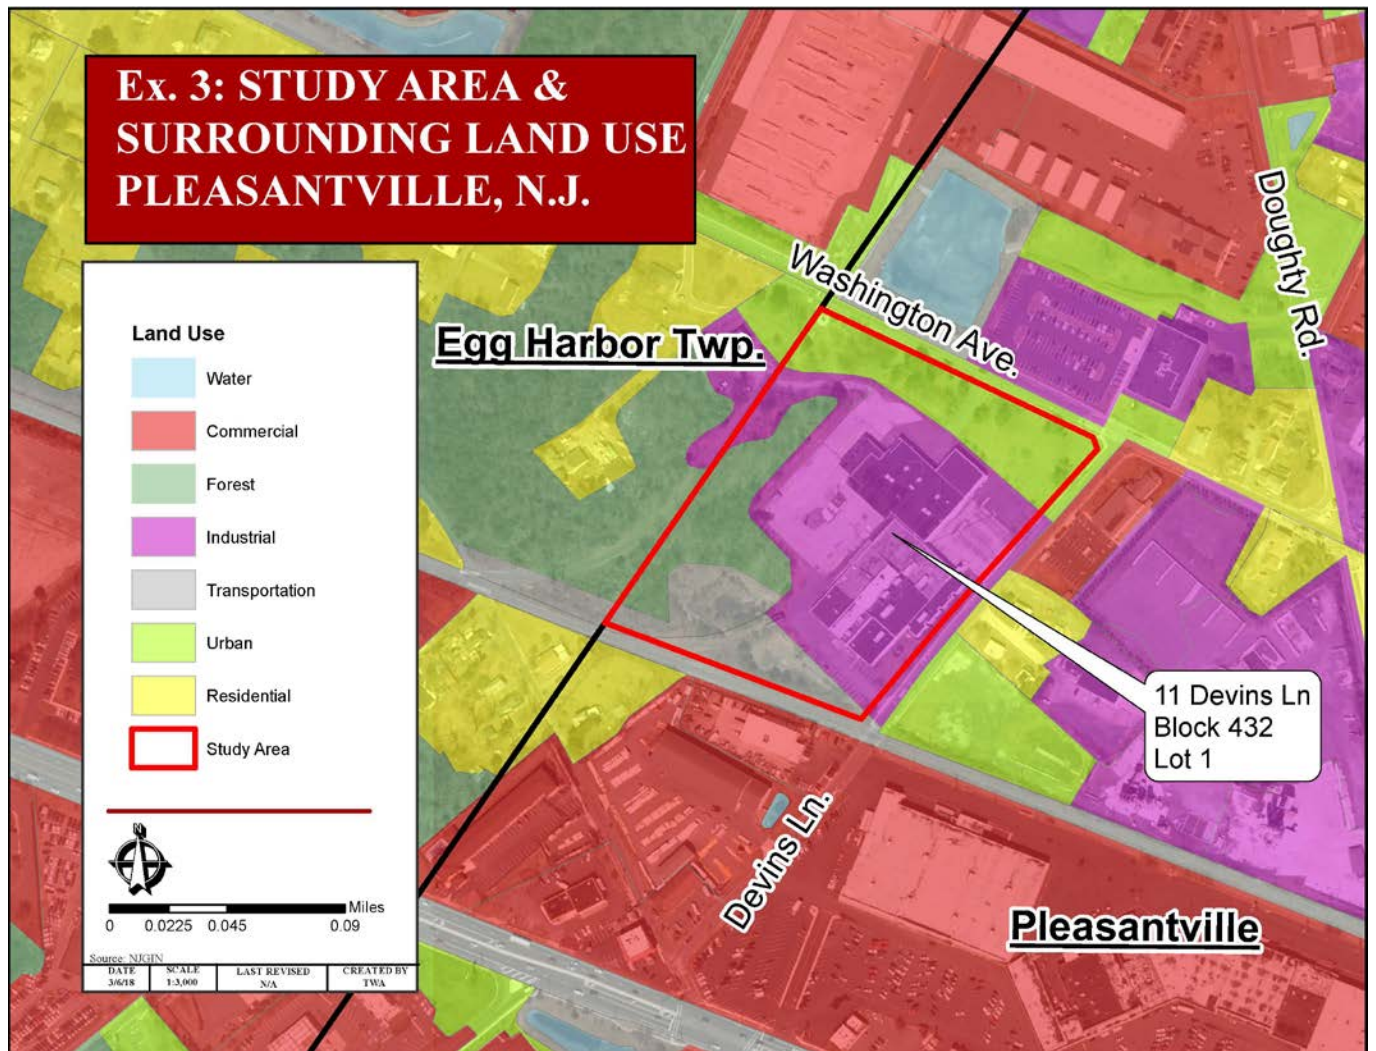 Ex. 3: STUDY AREA &
SURROUNDING LAND USE
PLEASANTVILLE, N.J.
Land Use
Water
Commercial
Forest
Industrial
Transportation
Urban
Residential
Study Area
N
Miles
0 0.0225 0.045 0.09
Source: NJGIN
DATE SCALE LAST REVISED CREATED BY
3/6/18 1:3,000 N/A TWA
Egg Harbor Twp.
Washington Ave.
Doughty Rd.
11 Devins Ln
Block 432
Lot 1
Devins Ln.
Pleasantville